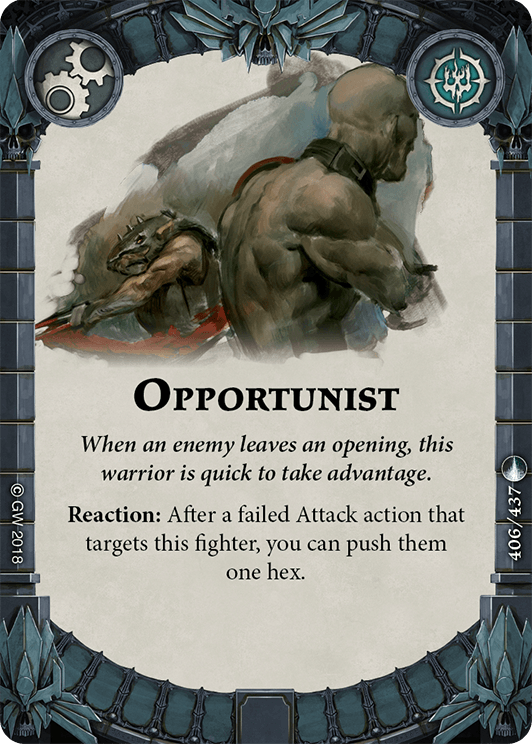 OPPORTUNIST
When an enemy leaves an opening, this
warrior is quick to take advantage.
Reaction: After a failed Attack action that
targets this fighter, you can push them
one hex.
© GW 2018
406/437